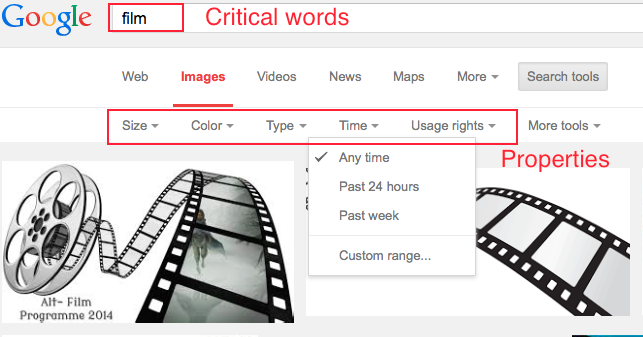 Google film Critical words
Web Images Videos News Maps More Search tools
Size Color Type Time Usage rights More tools
Properties
Any time
Past 24 hours
Past week
Custom range...
Alt- Film
Programme 2014